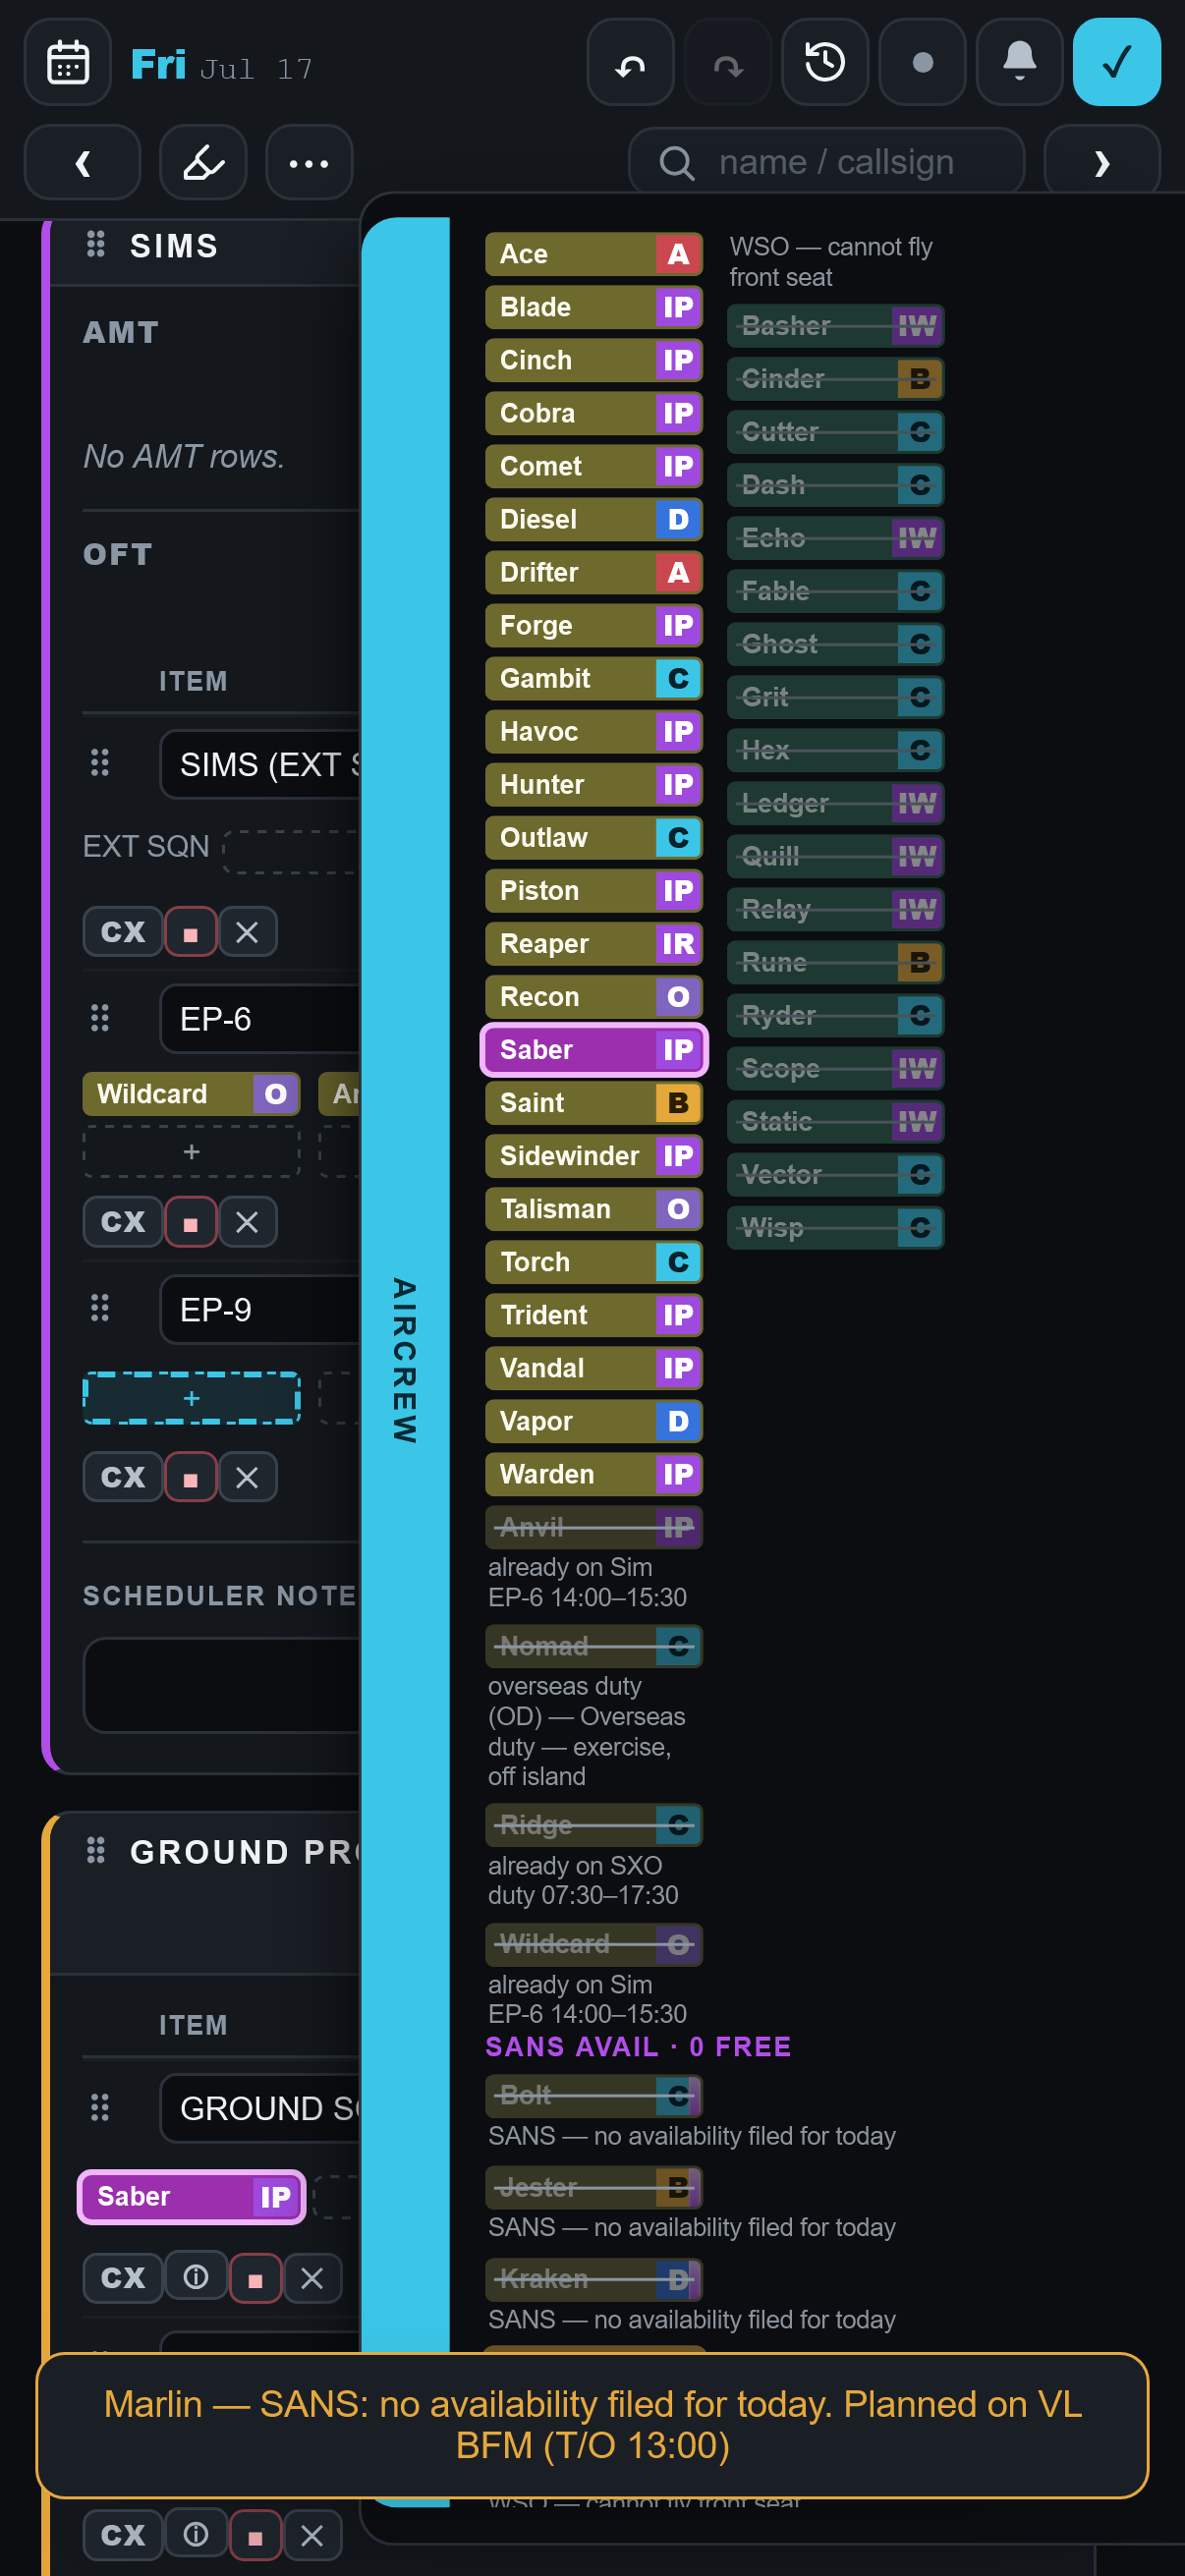 Fri Jul 17
name / callsign
SIMS
AMT
No AMT rows.
OFT
ITEM
SIMS (EXT S
EXT SQN
CX
EP-6
Wildcard O
+
CX
EP-9
+
CX
SCHEDULER NOTE
GROUND PRO
ITEM
GROUND SO
Saber IP
CX
CX
AIRCREW
Ace A
Blade IP
Cinch IP
Cobra IP
Comet IP
Diesel D
Drifter A
Forge IP
Gambit C
Havoc IP
Hunter IP
Outlaw C
Piston IP
Reaper IR
Recon O
Saber IP
Saint B
Sidewinder IP
Talisman O
Torch C
Trident IP
Vandal IP
Vapor D
Warden IP
Anvil IP
already on Sim
EP-6 14:00–15:30
Nomad C
overseas duty
(OD) — Overseas
duty — exercise,
off island
Ridge C
already on SXO
duty 07:30–17:30
Wildcard O
already on Sim
EP-6 14:00–15:30
WSO — cannot fly
front seat
Basher IW
Cinder B
Cutter C
Dash C
Echo IW
Fable C
Ghost C
Grit C
Hex C
Ledger IW
Quill IW
Relay IW
Rune B
Ryder C
Scope IW
Static IW
Vector C
Wisp C
SANS AVAIL · 0 FREE
Bolt C
SANS — no availability filed for today
Jester B
SANS — no availability filed for today
Kraken D
SANS — no availability filed for today
Marlin — SANS: no availability filed for today. Planned on VL
BFM (T/O 13:00)
WSO — cannot fly front seat